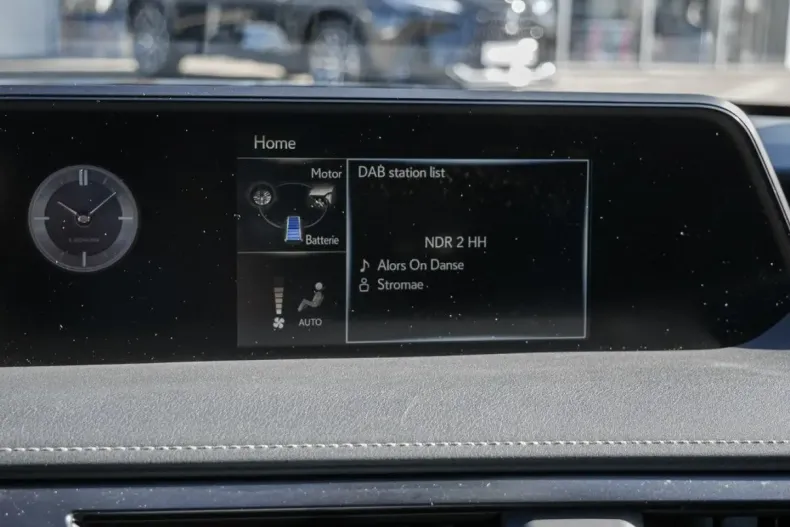 Home
Motor
Batterie
AUTO
DAB station list
NDR 2 HH
Alors On Danse
Stromae